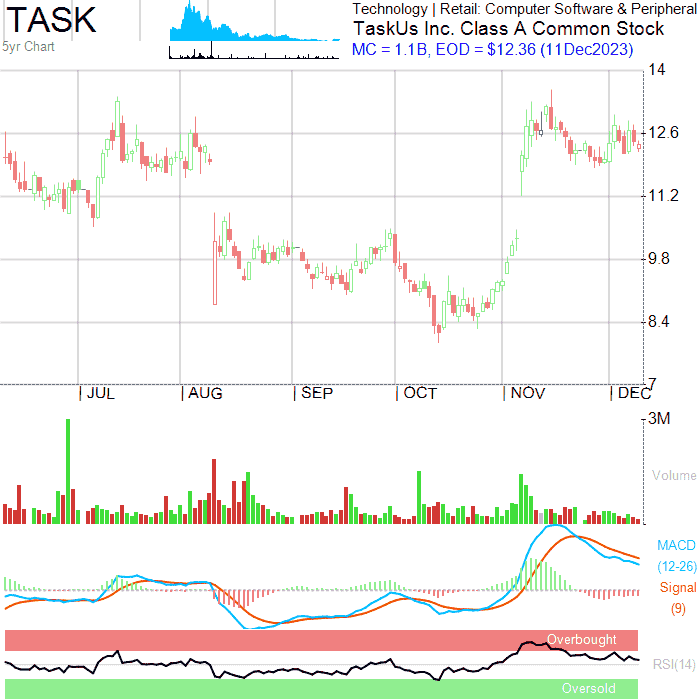 TASK
5yr Chart
Technology | Retail: Computer Software & Peripheral
TaskUs Inc. Class A Common Stock
MC = 1.1B, EOD = $12.36 (11Dec2023)
14
12.6
11.2
9.8
8.4
7
JUL
AUG
SEP
OCT
NOV
DEC
3M
Volume
MACD
(12-26)
Signal
(9)
Overbought
RSI(14)
Oversold